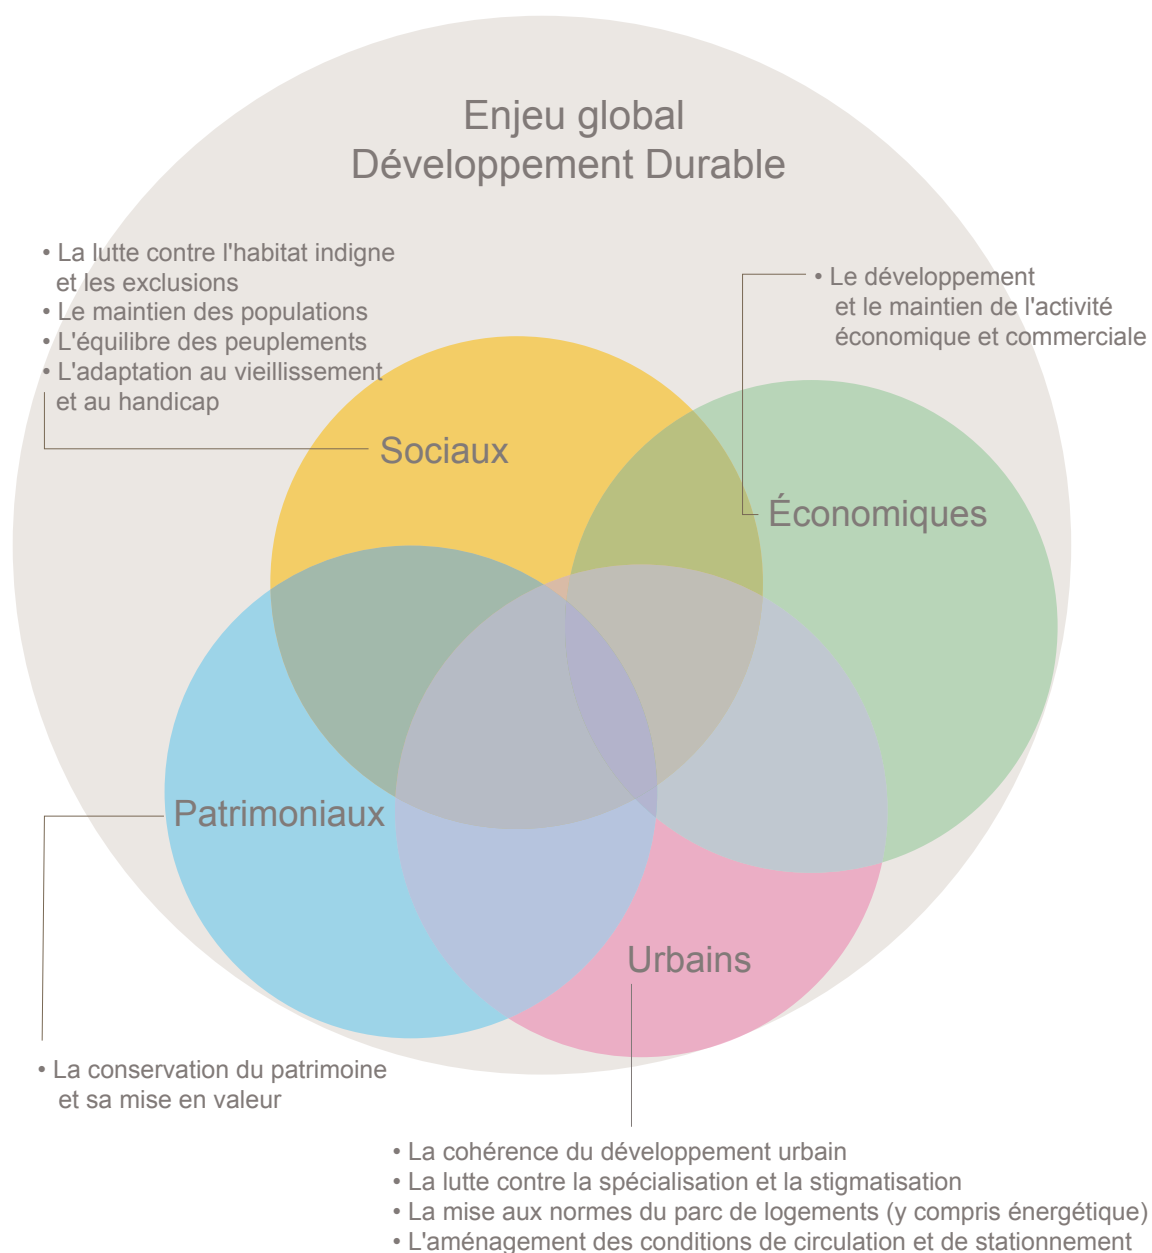 Enjeu global
Développement Durable
• La lutte contre l'habitat indigne
et les exclusions
• Le maintien des populations
• L'équilibre des peuplements
• L'adaptation au vieillissement
et au handicap
• Le développement
et le maintien de l'activité
économique et commerciale
Sociaux
Économiques
Patrimoniaux
Urbains
• La conservation du patrimoine
et sa mise en valeur
• La cohérence du développement urbain
• La lutte contre la spécialisation et la stigmatisation
• La mise aux normes du parc de logements (y compris énergétique)
• L'aménagement des conditions de circulation et de stationnement